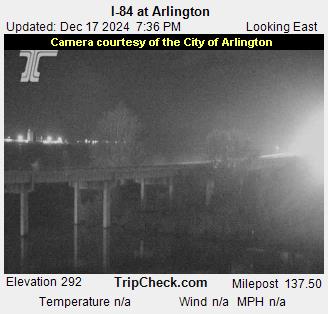 I-84 at Arlington
Updated: Dec 17 2024 7:36 PM Looking East
Camera courtesy of the City of Arlington
Elevation 292 TripCheck.com Milepost 137.50
Temperature n/a Wind n/a MPH n/a